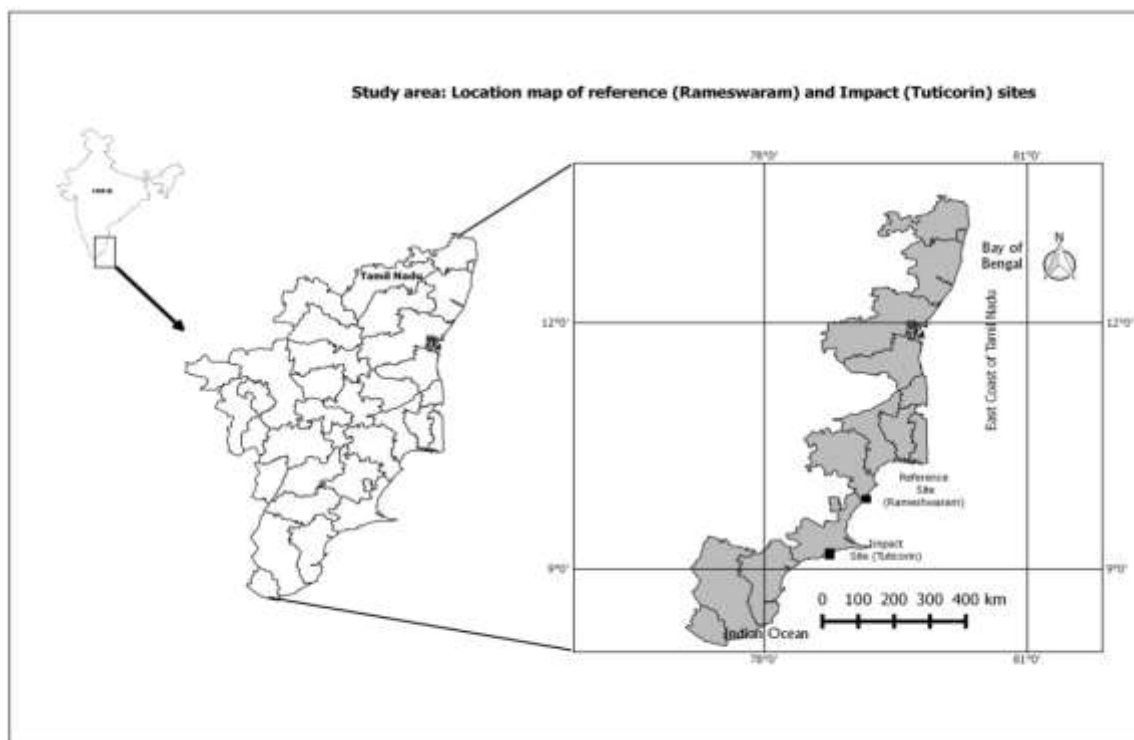 Study area: Location map of reference (Rameswaram) and Impact (Tuticorin) sites
INDIA
Tamil Nadu
78°0'
81°0'
N
Bay of
Bengal
12°0'
12°0'
East Coast of Tamil Nadu
Reference
Site
(Rameshwaram)
Impact
Site (Tuticorin)
9°0'
9°0'
0 100 200 300 400 km
Indian Ocean
78°0'
81°0'